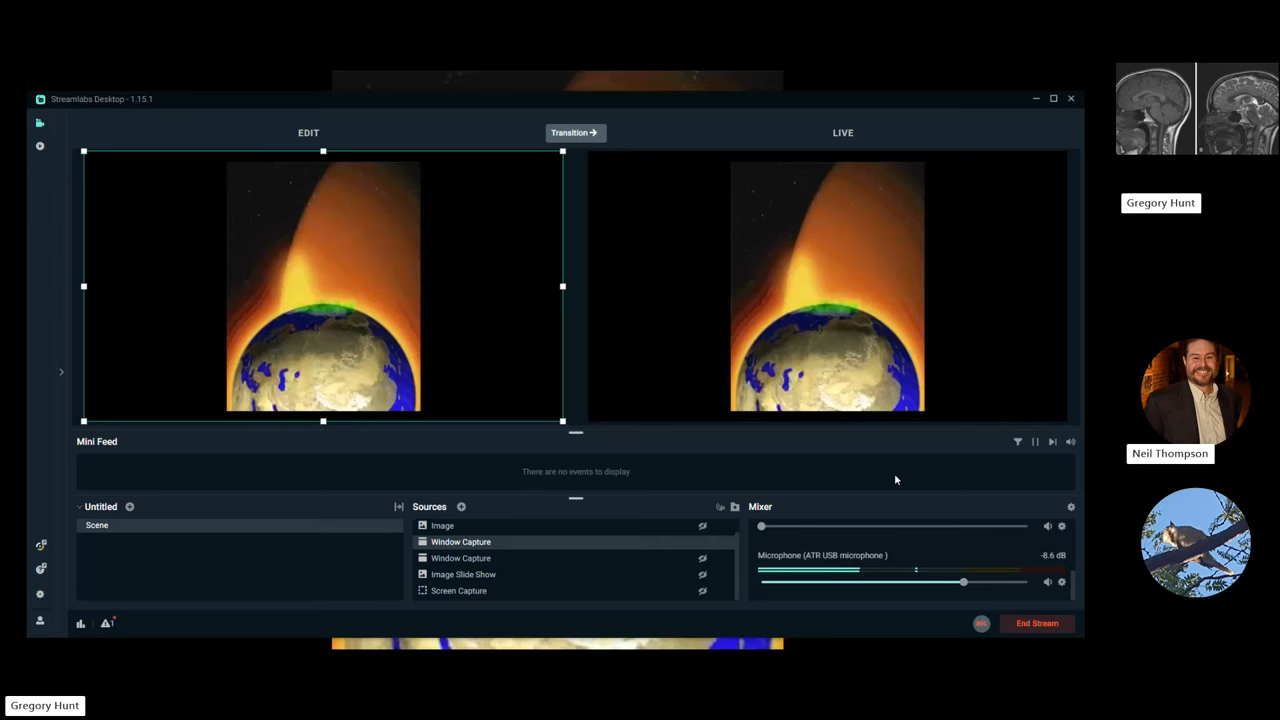 Streamlabs Desktop - 1.15.1
EDIT
Transition
LIVE
Gregory Hunt
Mini Feed
There are no events to display
Neil Thompson
Untitled
Scene
Sources
Image
Window Capture
Window Capture
Image Slide Show
Screen Capture
Mixer
Microphone (ATR USB microphone )
-8.6 dB
1
REC
End Stream
Gregory Hunt